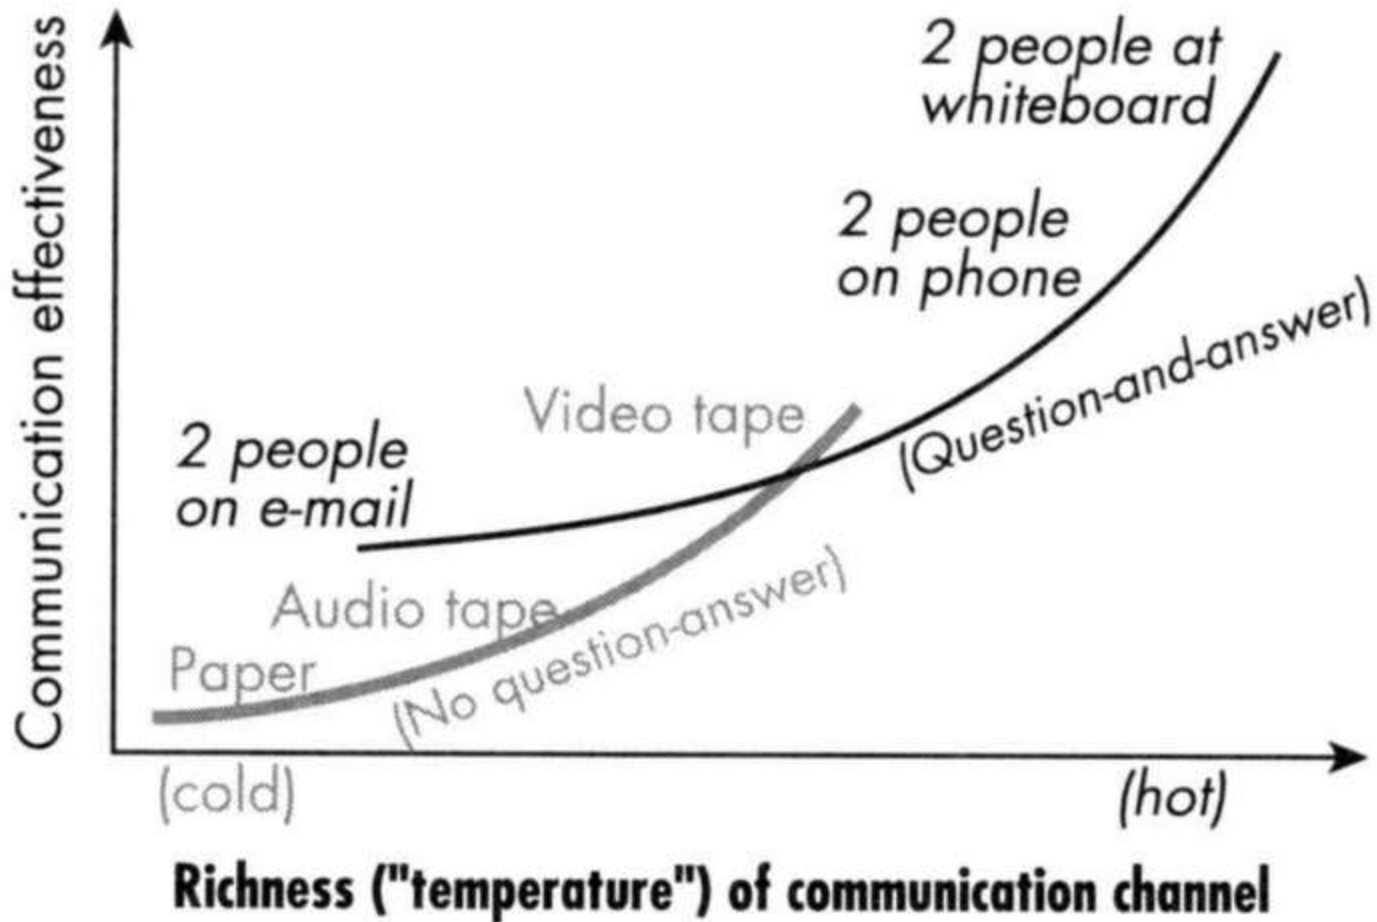 Communication effectiveness
2 people at
whiteboard
2 people
on phone
(Question-and-answer)
Video tape
2 people
on e-mail
Audio tape
Paper
(No question-answer)
(cold)
(hot)
Richness ("temperature") of communication channel